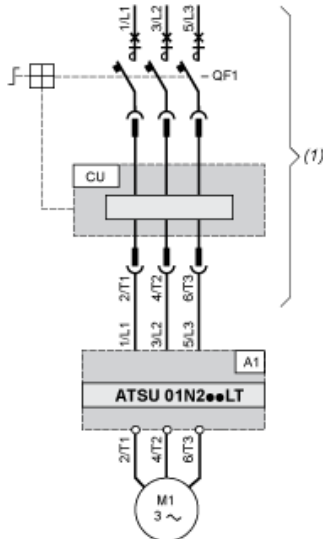 1/L1 3/L2 5/L3
QF1
(1)
CU
2/T1 4/T2 6/T3
1/L1 3/L2 5/L3
A1
ATSU 01N2●●LT
2/T1 4/T2 6/T3
M1
3 ~